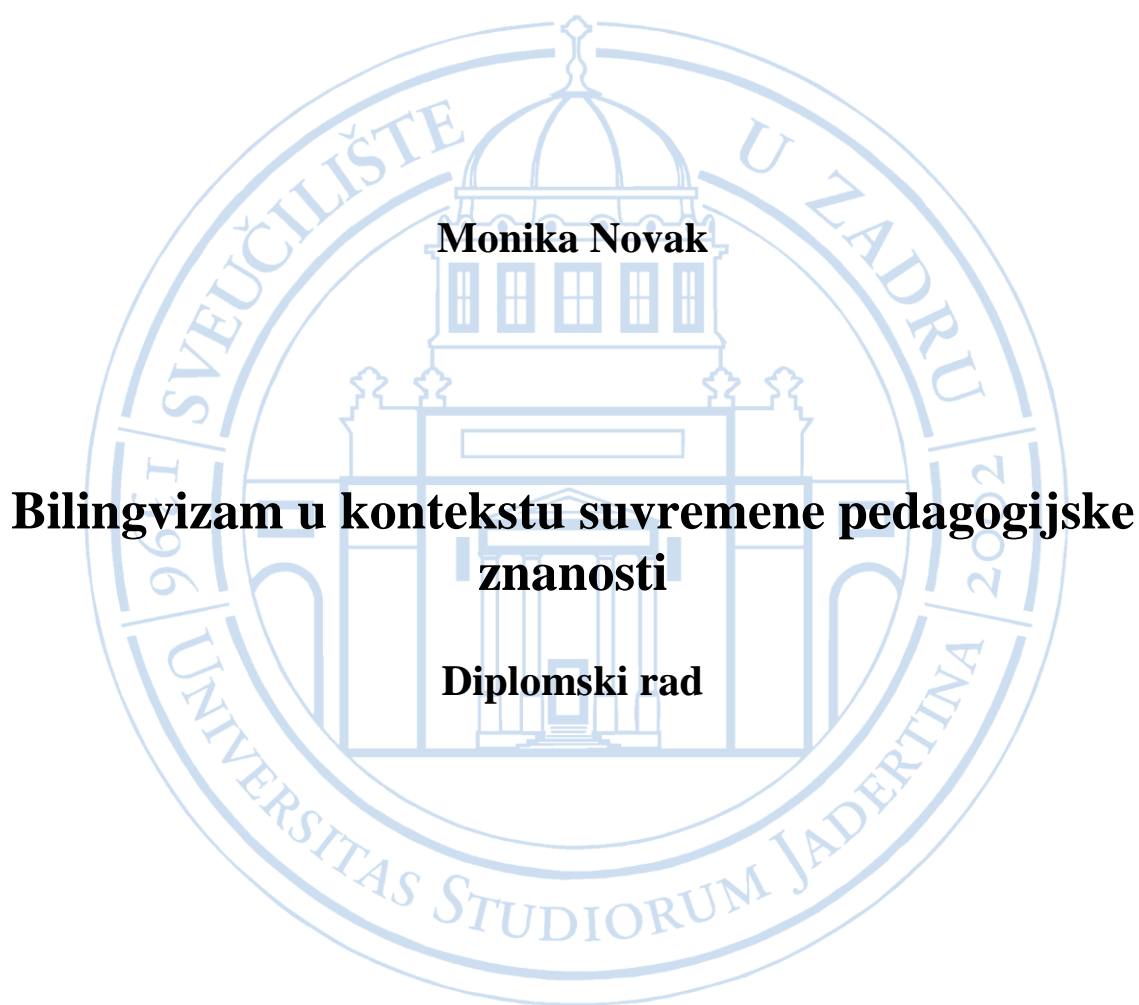 SVEUČILIŠTE U ZADRU
Monika Novak
1396
2002
Bilingvizam u kontekstu suvremene pedagogijske
znanosti
Diplomski rad
UNIVERSITAS STUDIORUM JADERTINA